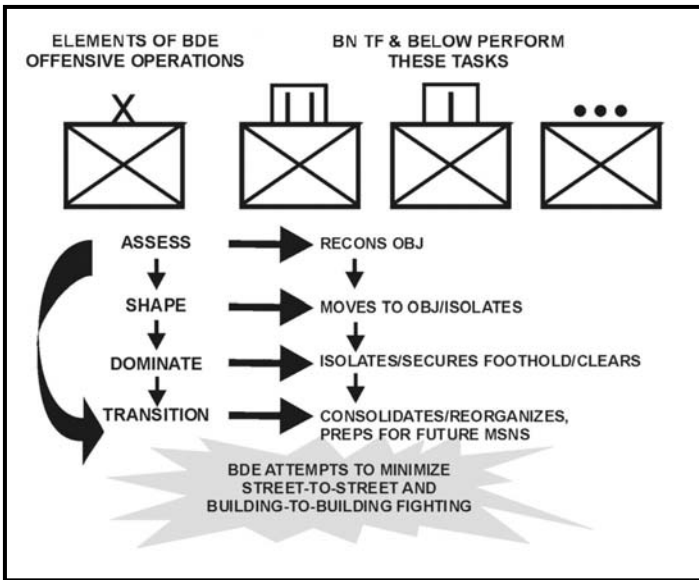 ELEMENTS OF BDE
OFFENSIVE OPERATIONS
BN TF & BELOW PERFORM
THESE TASKS
X
ASSESS
RECONS OBJ
SHAPE
MOVES TO OBJ/ISOLATES
DOMINATE
ISOLATES/SECURES FOOTHOLD/CLEARS
TRANSITION
CONSOLIDATES/REORGANIZES,
PREPS FOR FUTURE MSNS
BDE ATTEMPTS TO MINIMIZE
STREET-TO-STREET AND
BUILDING-TO-BUILDING FIGHTING